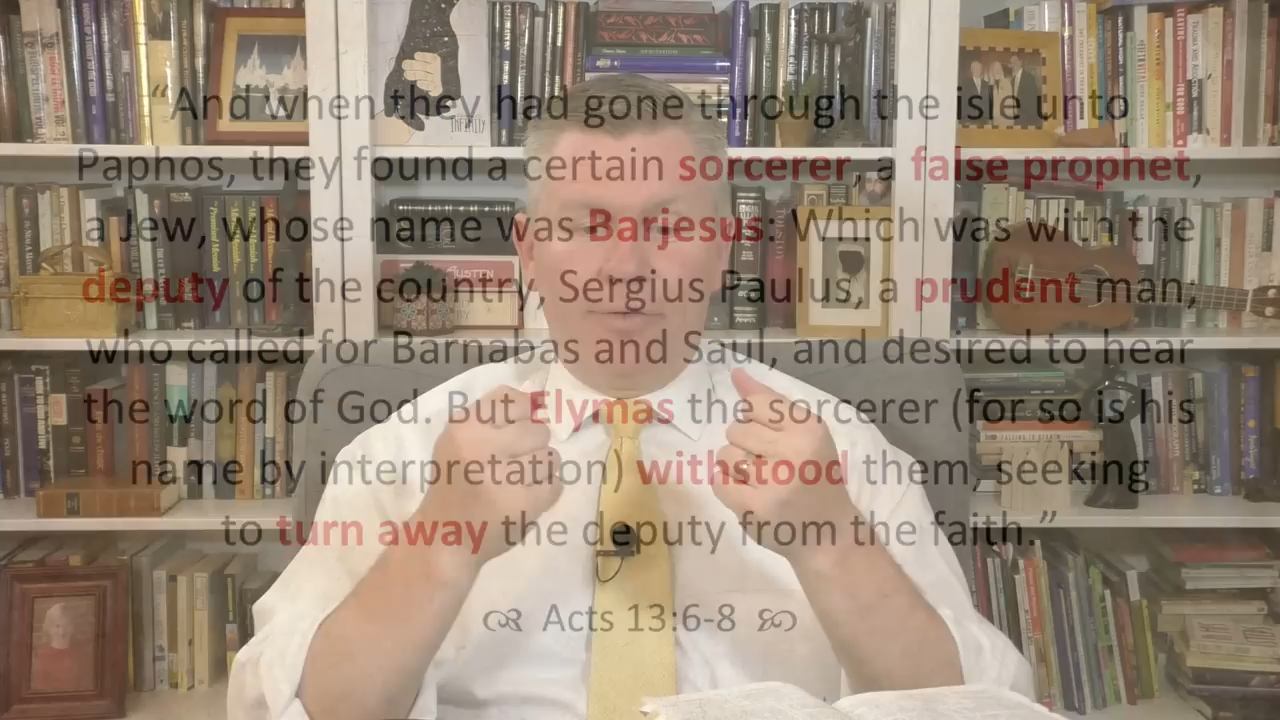 “And when they had gone through the isle unto
Paphos, they found a certain sorcerer, a false prophet,
a Jew, whose name was Barjesus: Which was with the
deputy of the country, Sergius Paulus, a prudent man,
who called for Barnabas and Saul, and desired to hear
the word of God. But Elymas the sorcerer (for so is his
name by interpretation) withstood them, seeking
to turn away the deputy from the faith.”
Acts 13:6-8
INFINITY
AUSTEN